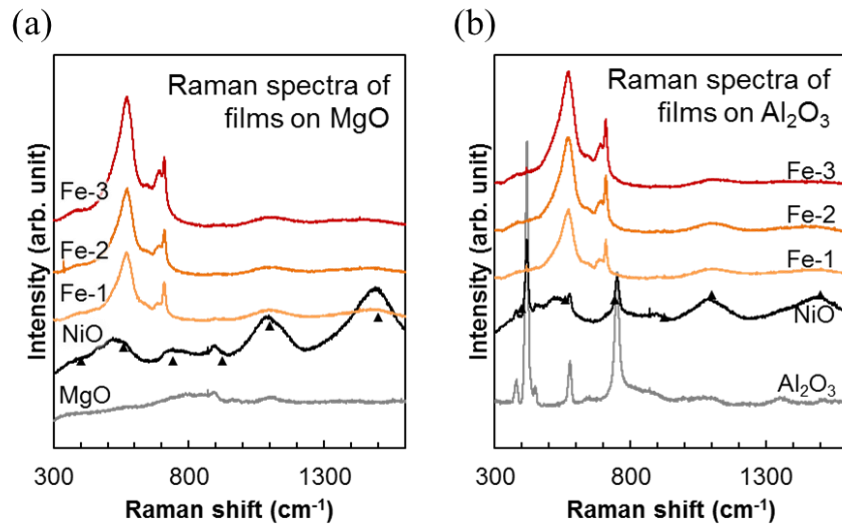 (a)
Raman spectra of
films on MgO
Fe-3
Fe-2
Fe-1
NiO
MgO
Intensity (arb. unit)
300 800 1300
Raman shift (cm⁻¹)
(b)
Raman spectra of
films on Al₂O₃
Fe-3
Fe-2
Fe-1
NiO
Al₂O₃
Intensity (arb. unit)
300 800 1300
Raman shift (cm⁻¹)